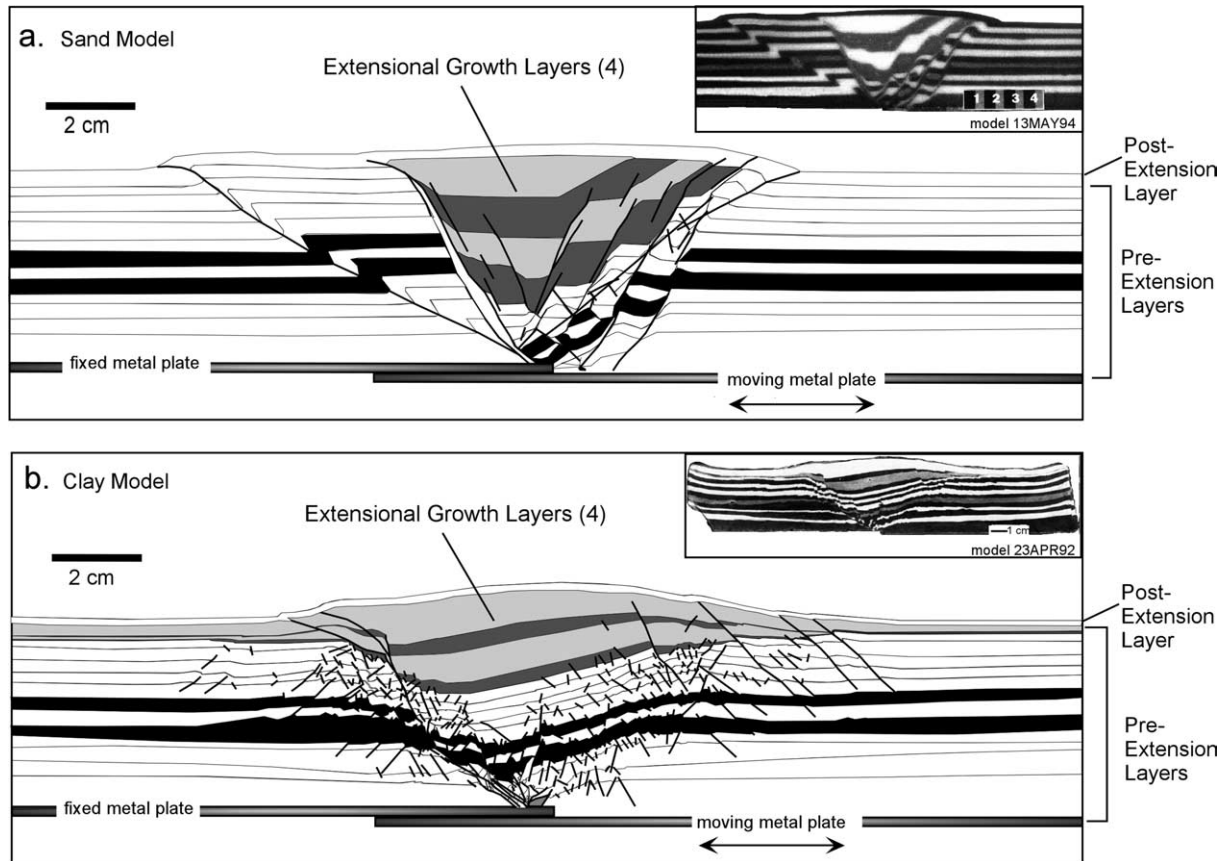 a. Sand Model
Extensional Growth Layers (4)
2 cm
1 2 3 4
model 13MAY94
Post-
Extension
Layer
Pre-
Extension
Layers
fixed metal plate
moving metal plate
b. Clay Model
Extensional Growth Layers (4)
2 cm
1 cm
model 23APR92
Post-
Extension
Layer
Pre-
Extension
Layers
fixed metal plate
moving metal plate